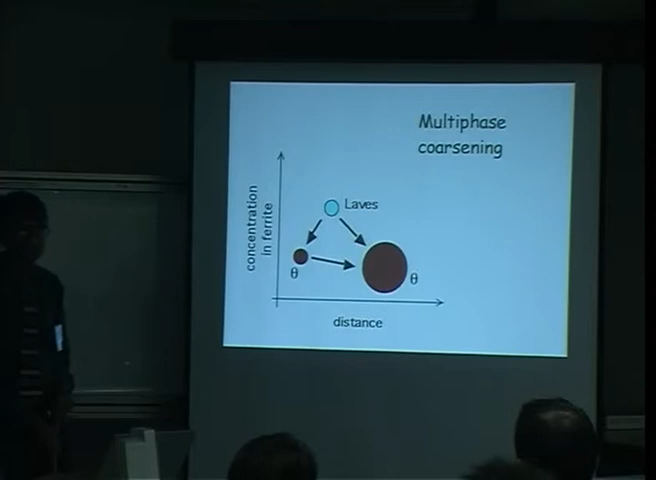 Multiphase
coarsening
concentration
in ferrite
Laves
θ
θ
distance